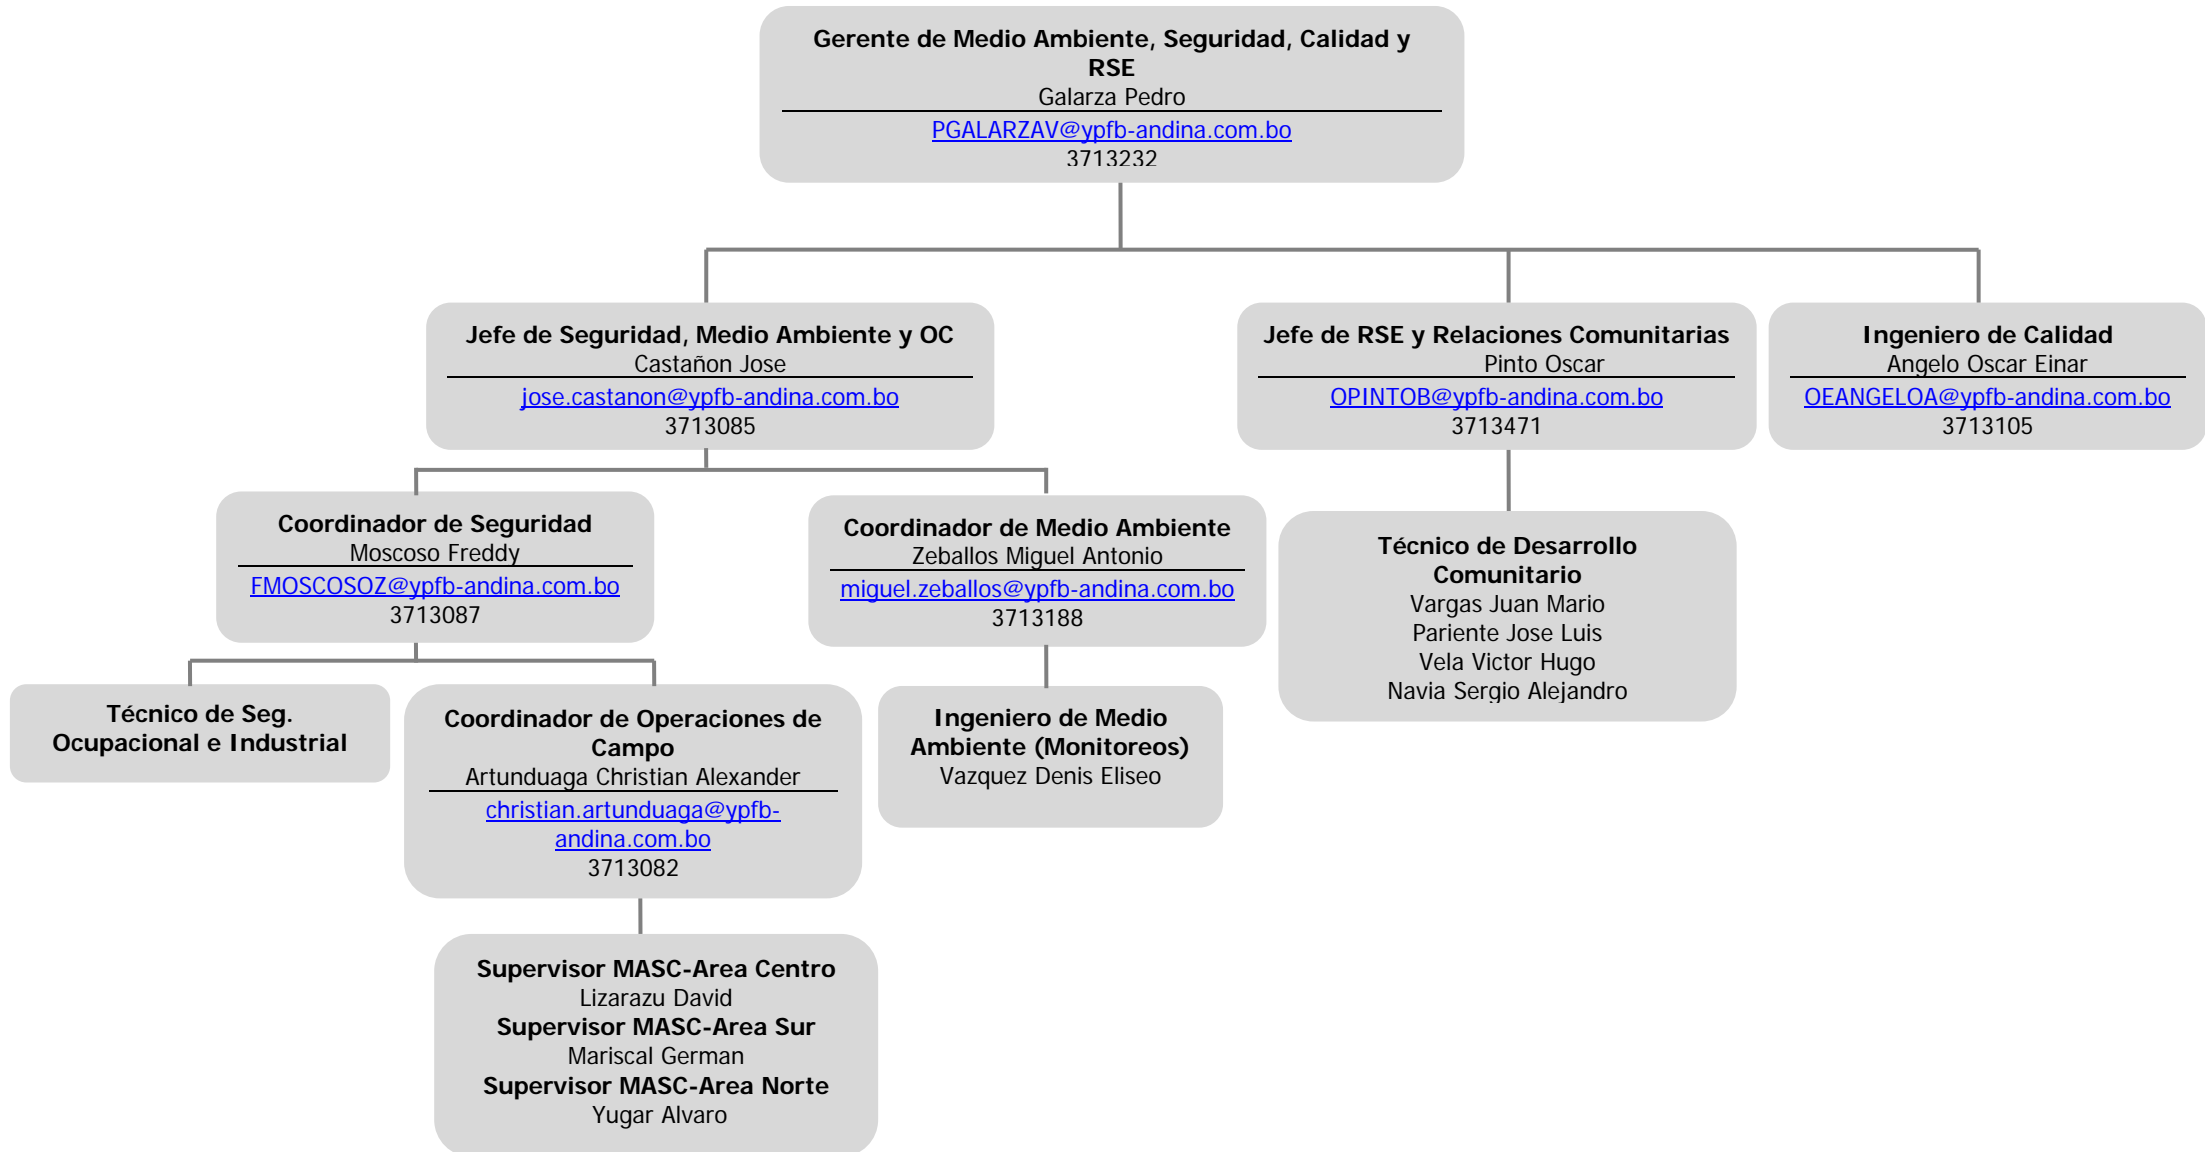 Gerente de Medio Ambiente, Seguridad, Calidad y
RSE
Galarza Pedro
PGALARZAV@ypfb-andina.com.bo
3713232
Jefe de Seguridad, Medio Ambiente y OC
Castañon Jose
jose.castanon@ypfb-andina.com.bo
3713085
Jefe de RSE y Relaciones Comunitarias
Pinto Oscar
OPINTOB@ypfb-andina.com.bo
3713471
Ingeniero de Calidad
Angelo Oscar Einar
OEANGELOA@ypfb-andina.com.bo
3713105
Coordinador de Seguridad
Moscoso Freddy
FMOSCOSOZ@ypfb-andina.com.bo
3713087
Coordinador de Medio Ambiente
Zeballos Miguel Antonio
miguel.zeballos@ypfb-andina.com.bo
3713188
Técnico de Desarrollo
Comunitario
Vargas Juan Mario
Pariente Jose Luis
Vela Victor Hugo
Navia Sergio Alejandro
Técnico de Seg.
Ocupacional e Industrial
Coordinador de Operaciones de
Campo
Artunduaga Christian Alexander
christian.artunduaga@ypfb-
andina.com.bo
3713082
Ingeniero de Medio
Ambiente (Monitoreos)
Vazquez Denis Eliseo
Supervisor MASC-Area Centro
Lizarazu David
Supervisor MASC-Area Sur
Mariscal German
Supervisor MASC-Area Norte
Yugar Alvaro